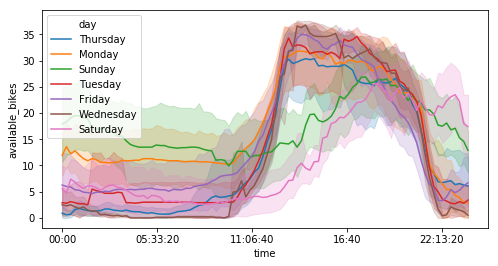 day
Thursday
Monday
Sunday
Tuesday
Friday
Wednesday
Saturday
available_bikes
35
30
25
20
15
10
5
0
00:00 05:33:20 11:06:40 16:40 22:13:20
time